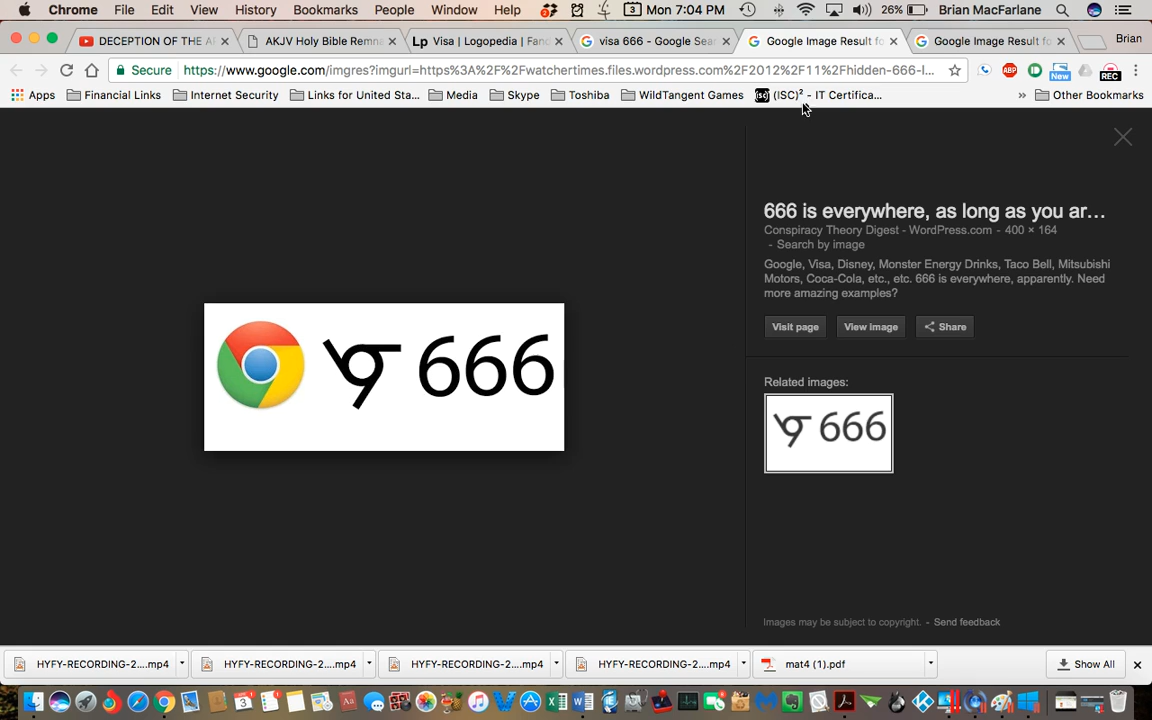 Chrome File Edit View History Bookmarks People Window Help 3 Mon 7:04 PM 26% Brian MacFarlane
DECEPTION OF THE AF AKJV Holy Bible Remna Lp Visa | Logopedia | Fan visa 666 - Google Sear Google Image Result fo Google Image Result fo Brian
Secure https://www.google.com/imgres?imgurl=https%3A%2F%2Fwatchertimes.files.wordpress.com%2F2012%2F11%2Fhidden-666-l... ABP New REC
Apps Financial Links Internet Security Links for United Sta... Media Skype Toshiba WildTangent Games (ISC)² - IT Certifica... » Other Bookmarks
666 is everywhere, as long as you ar...
Conspiracy Theory Digest - WordPress.com - 400 × 164
- Search by image
Google, Visa, Disney, Monster Energy Drinks, Taco Bell, Mitsubishi
Motors, Coca-Cola, etc., etc. 666 is everywhere, apparently. Need
more amazing examples?
Visit page View image Share
666
Related images:
666
Images may be subject to copyright. - Send feedback
HYFY-RECORDING-2....mp4 HYFY-RECORDING-2....mp4 HYFY-RECORDING-2....mp4 HYFY-RECORDING-2....mp4 mat4 (1).pdf Show All
3